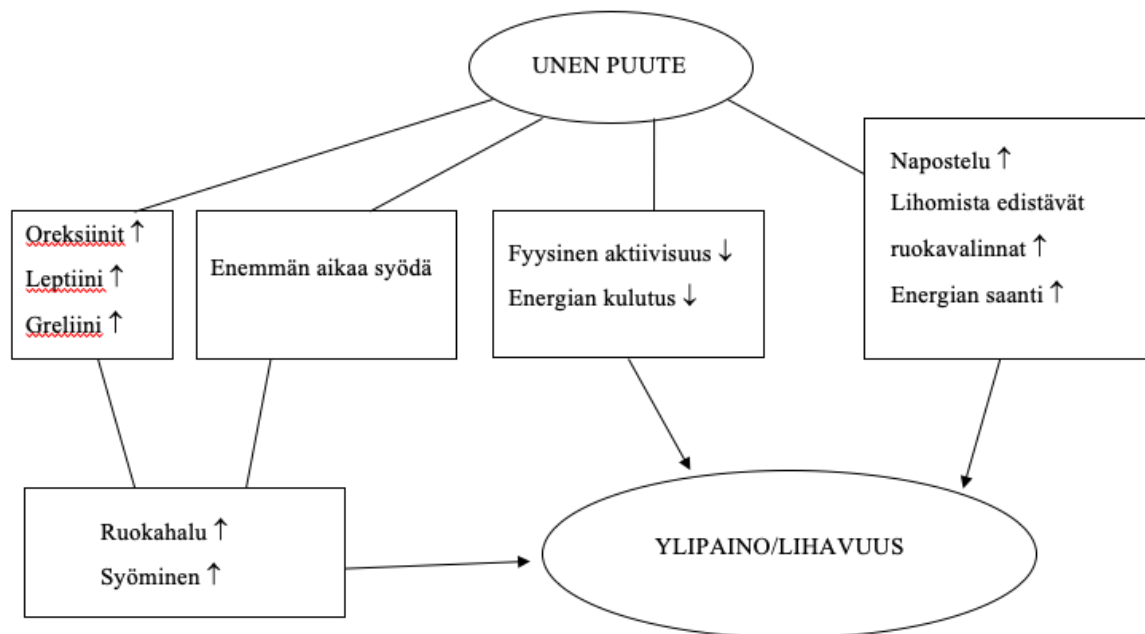 UNEN PUUTE
Oreksiinit ↑
Leptiini ↑
Greliini ↑
Enemmän aikaa syödä
Fyysinen aktiivisuus ↓
Energian kulutus ↓
Napostelu ↑
Lihomista edistävät
ruokavalinnat ↑
Energian saanti ↑
Ruokahalu ↑
Syöminen ↑
YLIPAINO/LIHAVUUS